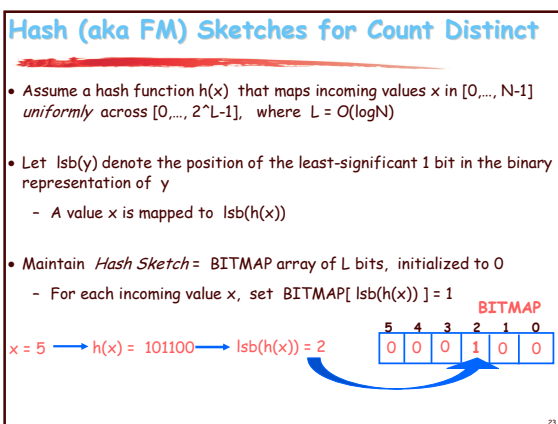 Hash (aka FM) Sketches for Count Distinct
• Assume a hash function h(x) that maps incoming values x in [0,…, N-1]
uniformly across [0,…, 2^L-1], where L = O(logN)
• Let lsb(y) denote the position of the least-significant 1 bit in the binary
representation of y
– A value x is mapped to lsb(h(x))
• Maintain Hash Sketch = BITMAP array of L bits, initialized to 0
– For each incoming value x, set BITMAP[ lsb(h(x)) ] = 1
BITMAP
5 4 3 2 1 0
x = 5 → h(x) = 101100 → lsb(h(x)) = 2 0 0 0 1 0 0
23